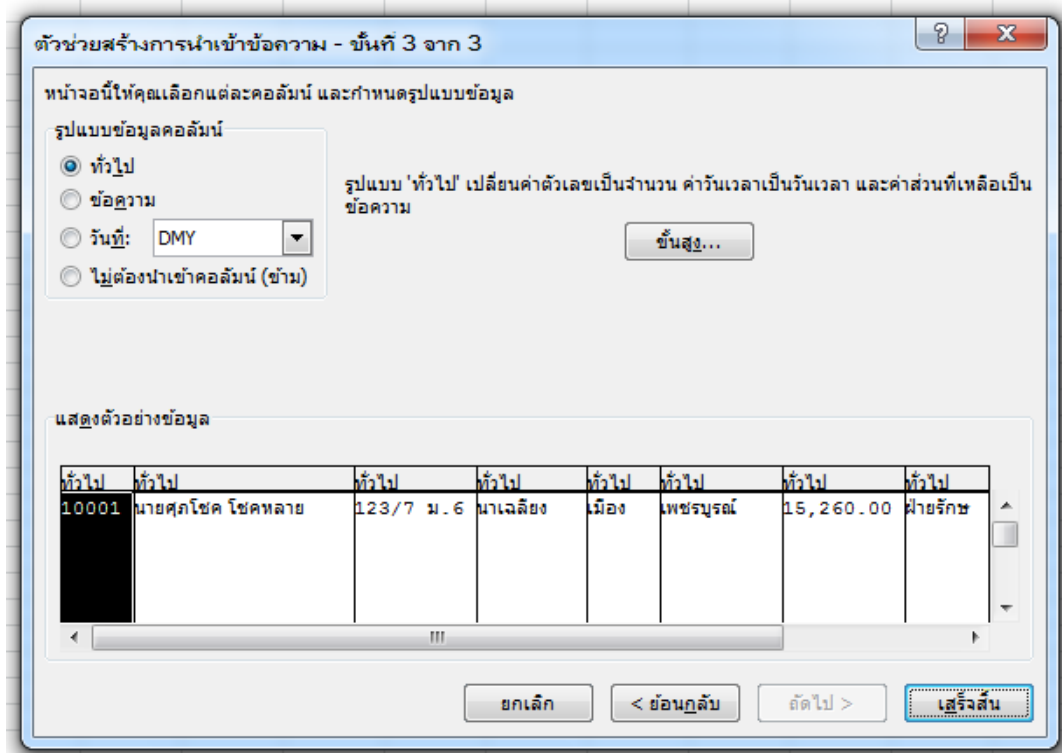 ตัวช่วยสร้างการนำเข้าข้อความ - ขั้นที่ 3 จาก 3
หน้าจอนี้ให้คุณเลือกแต่ละคอลัมน์ และกำหนดรูปแบบข้อมูล
รูปแบบข้อมูลคอลัมน์
ทั่วไป
ข้อความ
วันที่: DMY
ไม่ต้องนำเข้าคอลัมน์ (ข้าม)
รูปแบบ 'ทั่วไป' เปลี่ยนค่าตัวเลขเป็นจำนวน ค่าวันเวลาเป็นวันเวลา และค่าส่วนที่เหลือเป็น
ข้อความ
ขั้นสูง...
แสดงตัวอย่างข้อมูล
ทั่วไป ทั่วไป ทั่วไป ทั่วไป ทั่วไป ทั่วไป ทั่วไป ทั่วไป
10001 นายศุภโชค โชคหลาย 123/7 ม.6 นาเฉลียง เมือง เพชรบูรณ์ 15,260.00 ฝ่ายรักษ
ยกเลิก < ย้อนกลับ ถัดไป > เสร็จสิ้น